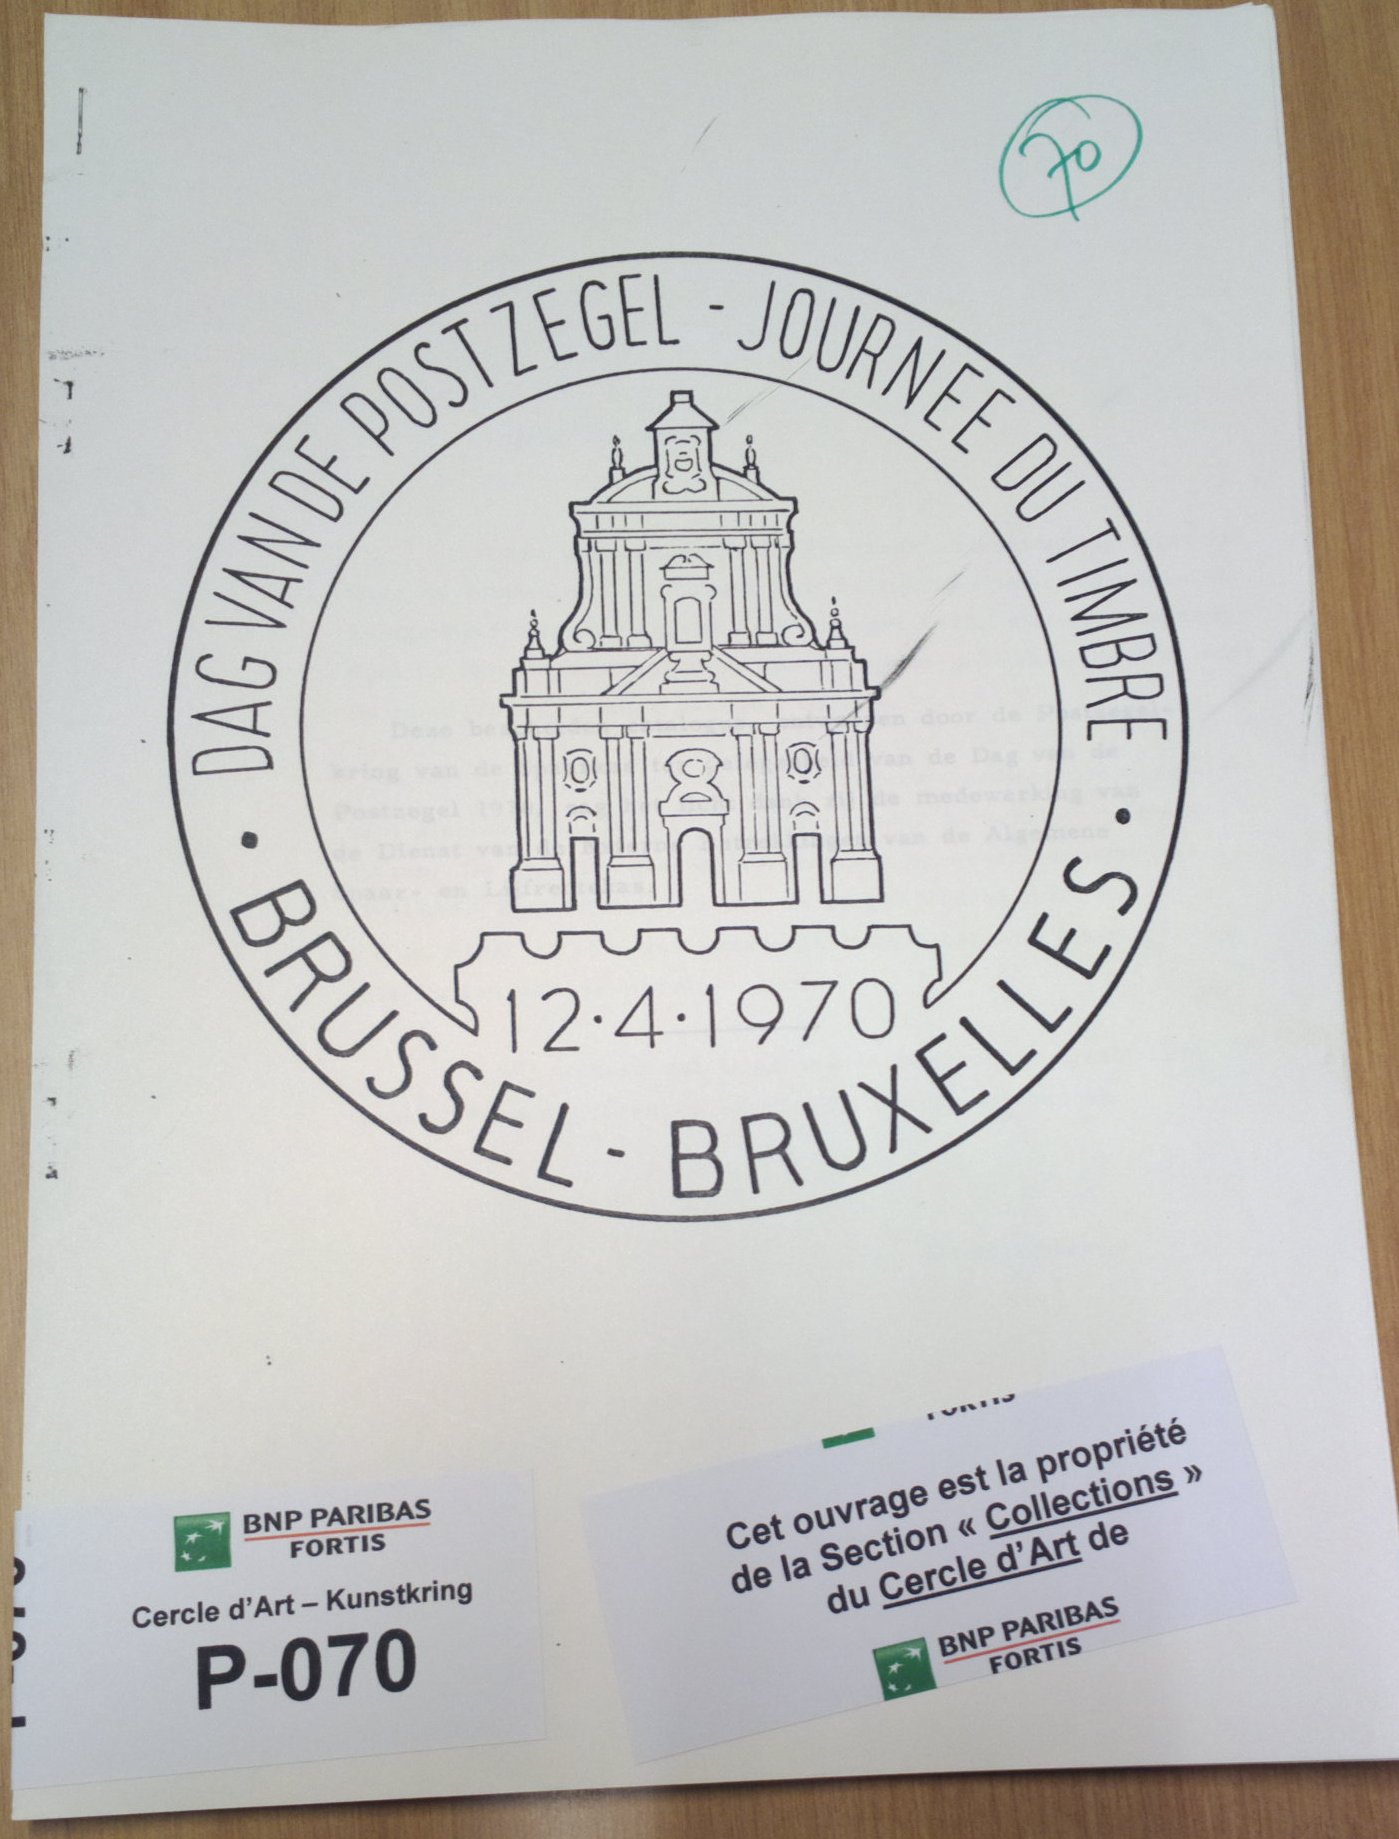 70
DAG VAN DE POSTZEGEL - JOURNEE DU TIMBRE
12·4·1970
• BRUSSEL - BRUXELLES •
BNP PARIBAS
FORTIS
Cercle d'Art – Kunstkring
P-070
FORTIS
Cet ouvrage est la propriété
de la Section « Collections »
du Cercle d'Art de
BNP PARIBAS
FORTIS